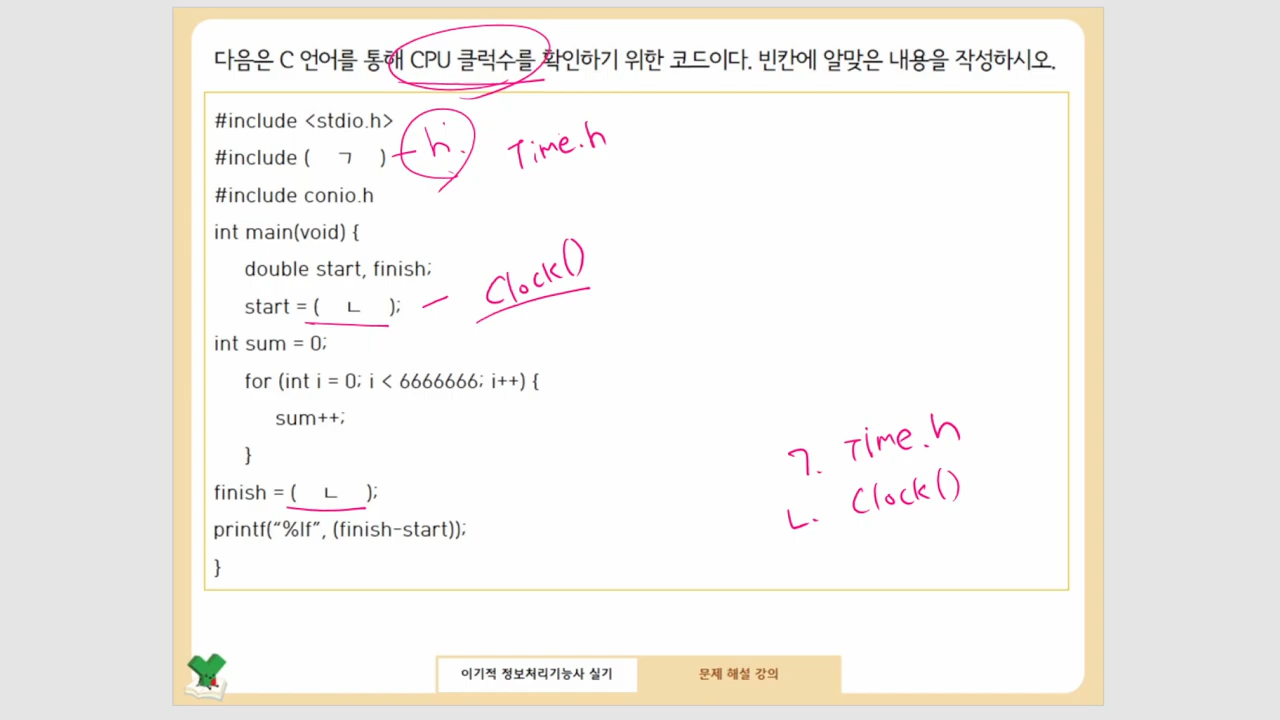 다음은 C 언어를 통해 CPU 클럭수를 확인하기 위한 코드이다. 빈칸에 알맞은 내용을 작성하시오.
#include <stdio.h>
#include ( ㄱ ) h. Time.h
#include conio.h
int main(void) {
double start, finish;
start = ( ㄴ ); Clock()
int sum = 0;
for (int i = 0; i < 6666666; i++) {
sum++;
}
finish = ( ㄴ );
printf(“%lf”, (finish-start));
}
ㄱ. Time.h
ㄴ. Clock()
이기적 정보처리기능사 실기
문제 해설 강의